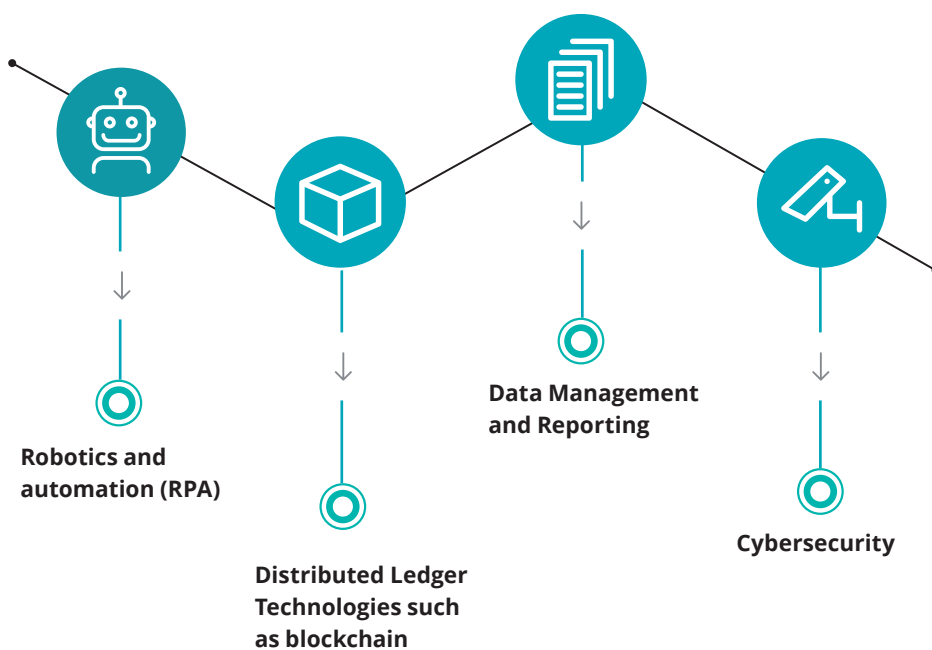 Robotics and
automation (RPA)
Distributed Ledger
Technologies such
as blockchain
Data Management
and Reporting
Cybersecurity